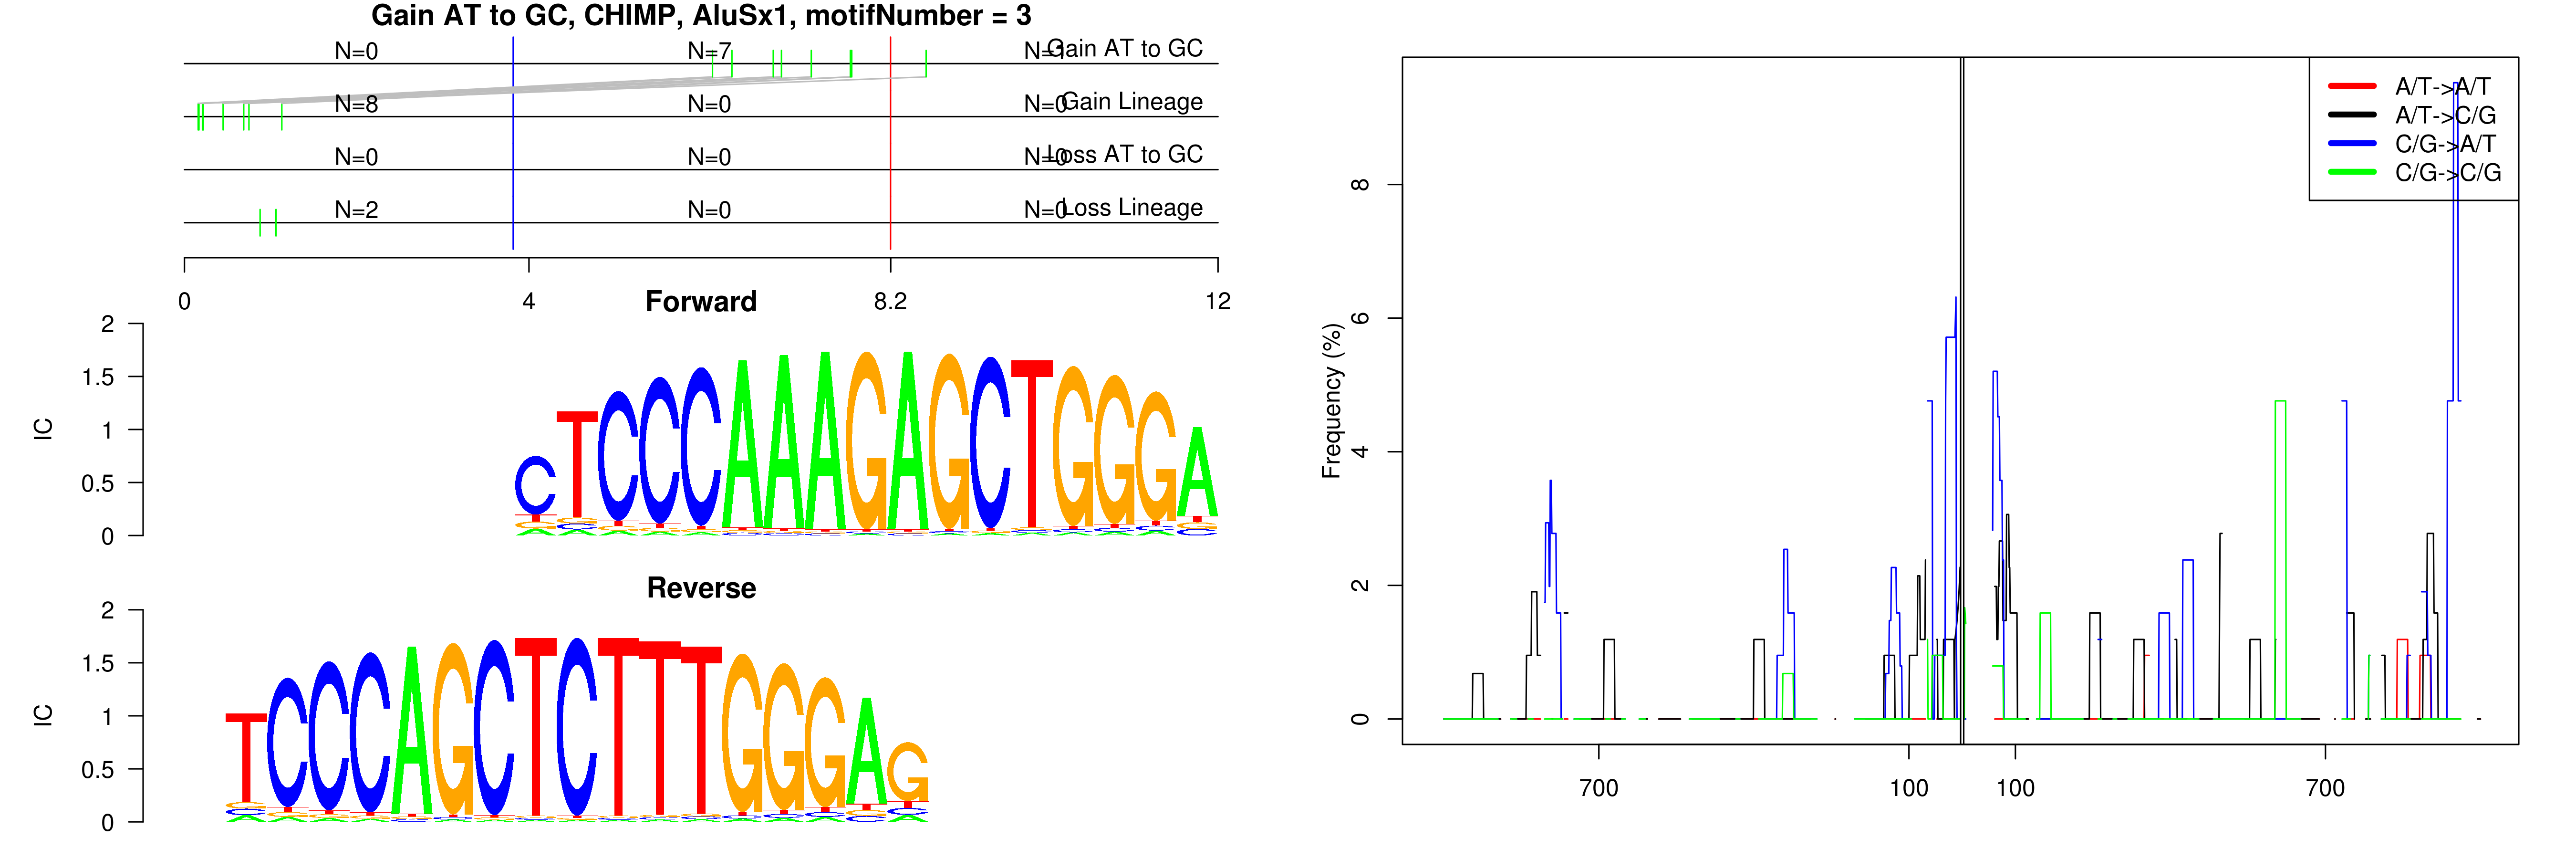 Gain AT to GC, CHIMP, AluSx1, motifNumber = 3
N=0 N=7 N=1 Gain AT to GC
N=8 N=0 N=0 Gain Lineage
N=0 N=0 N=0 Loss AT to GC
N=2 N=0 N=0 Loss Lineage
0 4 8.2 12
Forward
IC
2
1.5
1
0.5
0
CTCCCAAAGAGCTGGGA
Reverse
IC
2
1.5
1
0.5
0
TCCCAGCTCTTTGGGAG
Frequency (%)
8
6
4
2
0
700 100 100 700
A/T->A/T
A/T->C/G
C/G->A/T
C/G->C/G